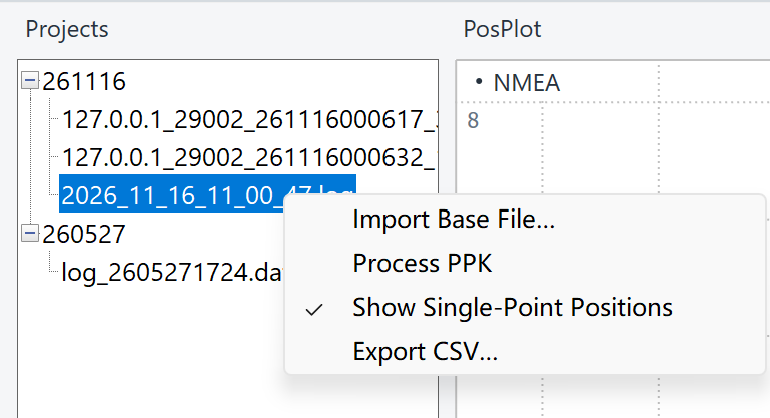 Projects
PosPlot
261116
127.0.0.1_29002_261116000617_
127.0.0.1_29002_261116000632_
2026_11_16_11_00_47.log
260527
log_2605271724.da
NMEA
8
Import Base File...
Process PPK
Show Single-Point Positions
Export CSV...